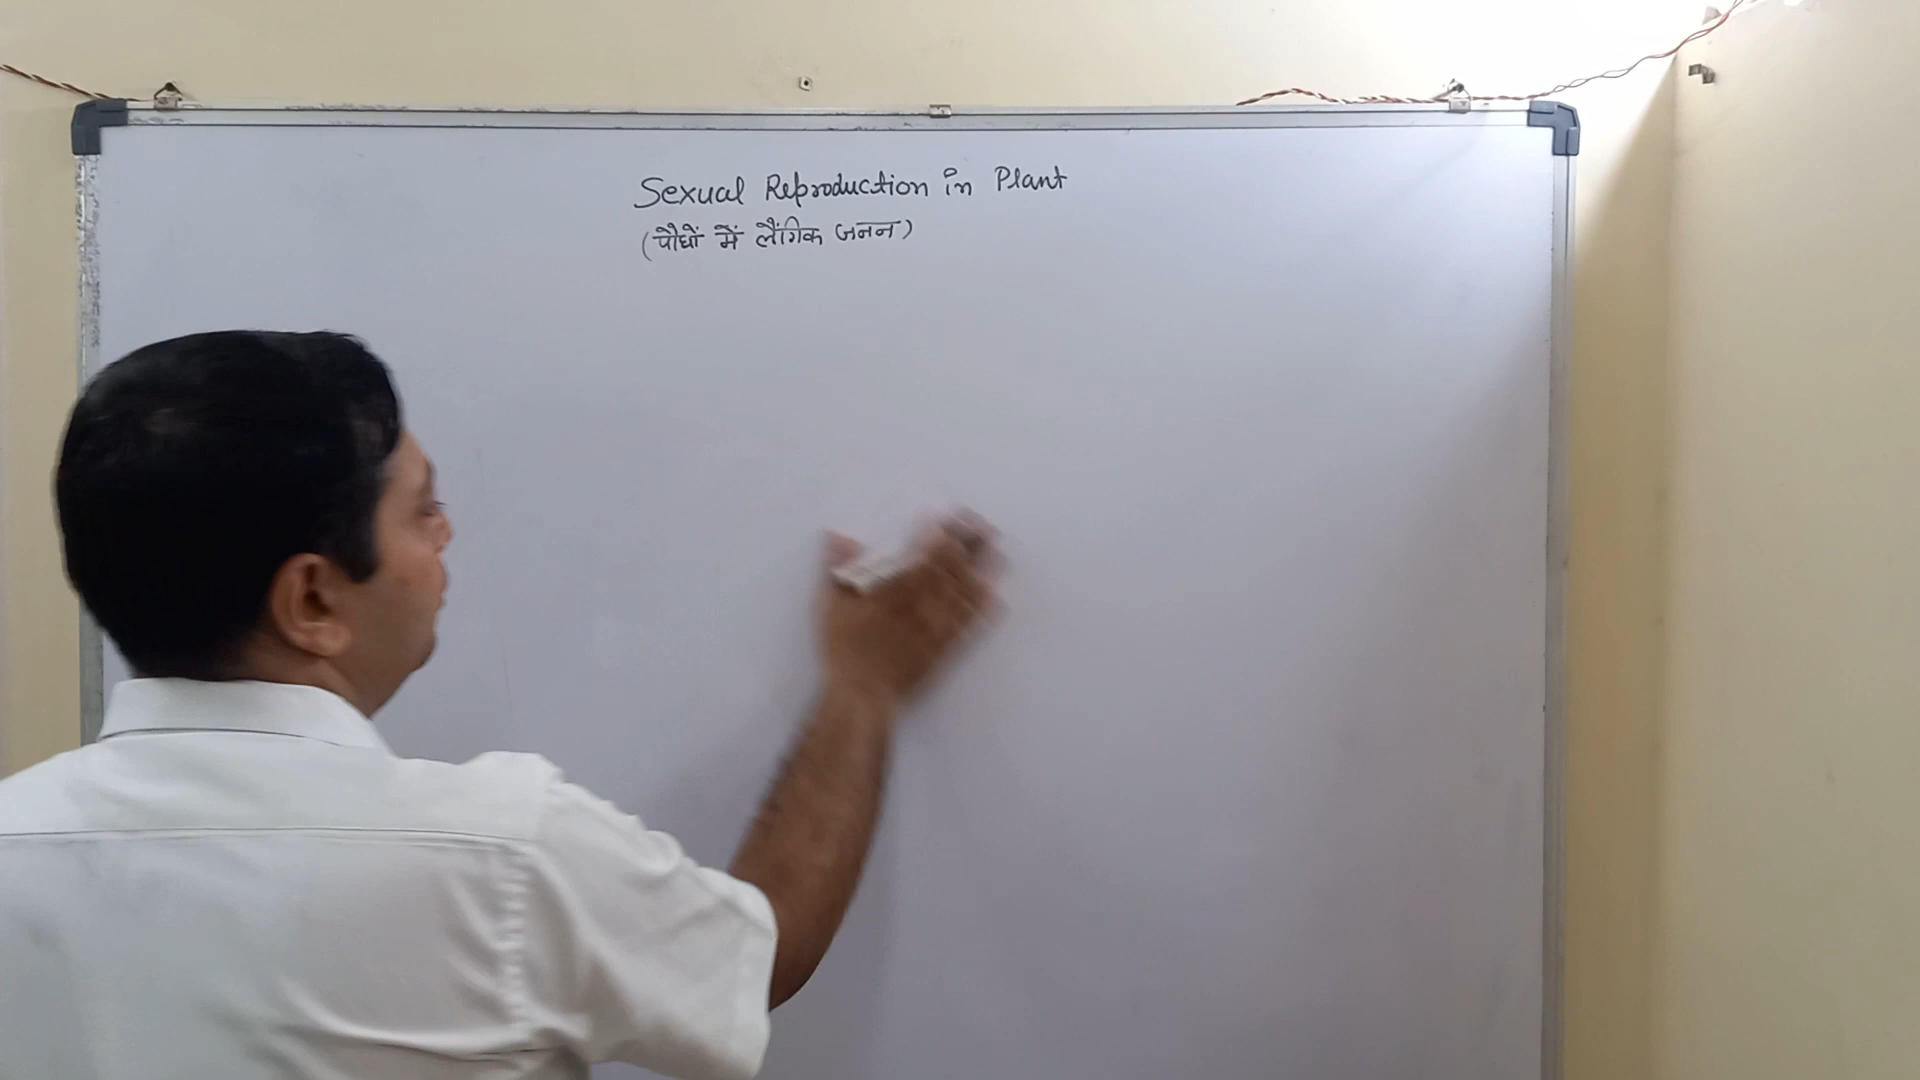 Sexual Reproduction in Plant
(पौधों में लैंगिक जनन)